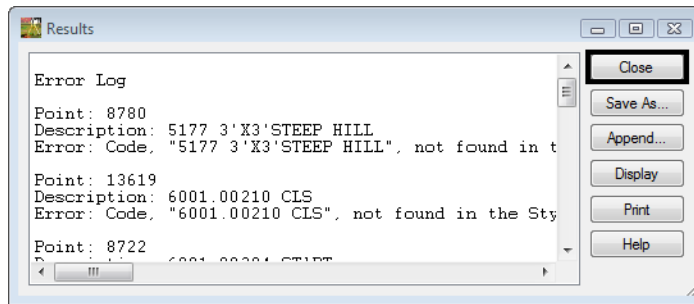 Results
Error Log
Point: 8780
Description: 5177 3'X3'STEEP HILL
Error: Code, "5177 3'X3'STEEP HILL", not found in t
Point: 13619
Description: 6001.00210 CLS
Error: Code, "6001.00210 CLS", not found in the Sty
Point: 8722
Close
Save As...
Append...
Display
Print
Help